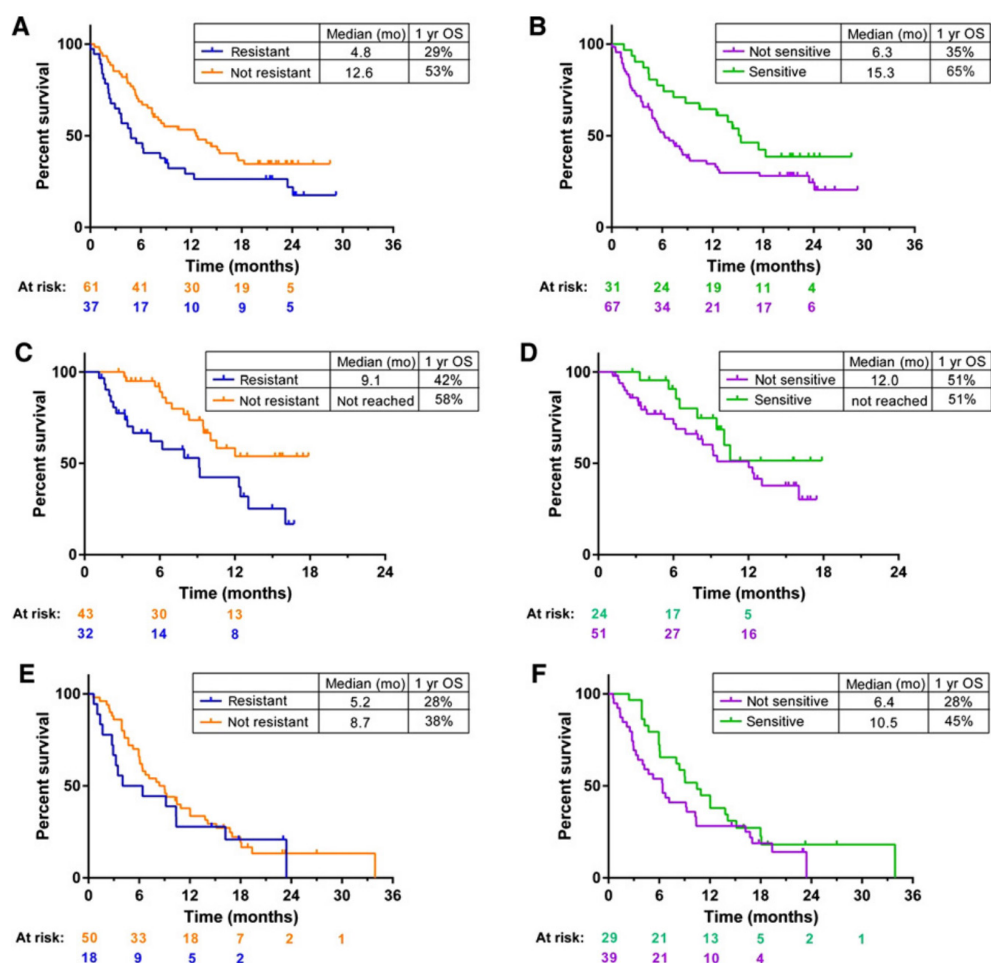 A
Median (mo) 1 yr OS
Resistant 4.8 29%
Not resistant 12.6 53%
Percent survival
100
50
0
0 6 12 18 24 30 36
Time (months)
At risk: 61 41 30 19 5
37 17 10 9 5
B
Median (mo) 1 yr OS
Not sensitive 6.3 35%
Sensitive 15.3 65%
Percent survival
100
50
0
0 6 12 18 24 30 36
Time (months)
At risk: 31 24 19 11 4
67 34 21 17 6
C
Median (mo) 1 yr OS
Resistant 9.1 42%
Not resistant Not reached 58%
Percent survival
100
50
0
0 6 12 18 24
Time (months)
At risk: 43 30 13
32 14 8
D
Median (mo) 1 yr OS
Not sensitive 12.0 51%
Sensitive not reached 51%
Percent survival
100
50
0
0 6 12 18 24
Time (months)
At risk: 24 17 5
51 27 16
E
Median (mo) 1 yr OS
Resistant 5.2 28%
Not resistant 8.7 38%
Percent survival
100
50
0
0 6 12 18 24 30 36
Time (months)
At risk: 50 33 18 7 2 1
18 9 5 2
F
Median (mo) 1 yr OS
Not sensitive 6.4 28%
Sensitive 10.5 45%
Percent survival
100
50
0
0 6 12 18 24 30 36
Time (months)
At risk: 29 21 13 5 2 1
39 21 10 4